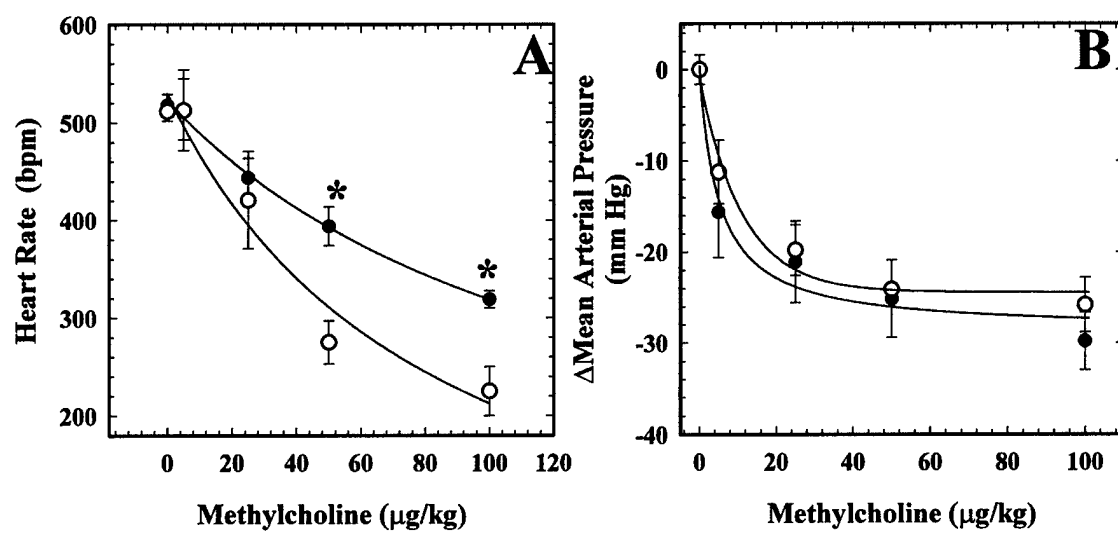 A
600
500
400
300
200
Heart Rate (bpm)
*
*
0 20 40 60 80 100 120
Methylcholine (μg/kg)
B
0
-10
-20
-30
-40
ΔMean Arterial Pressure
(mm Hg)
0 20 40 60 80 100
Methylcholine (μg/kg)